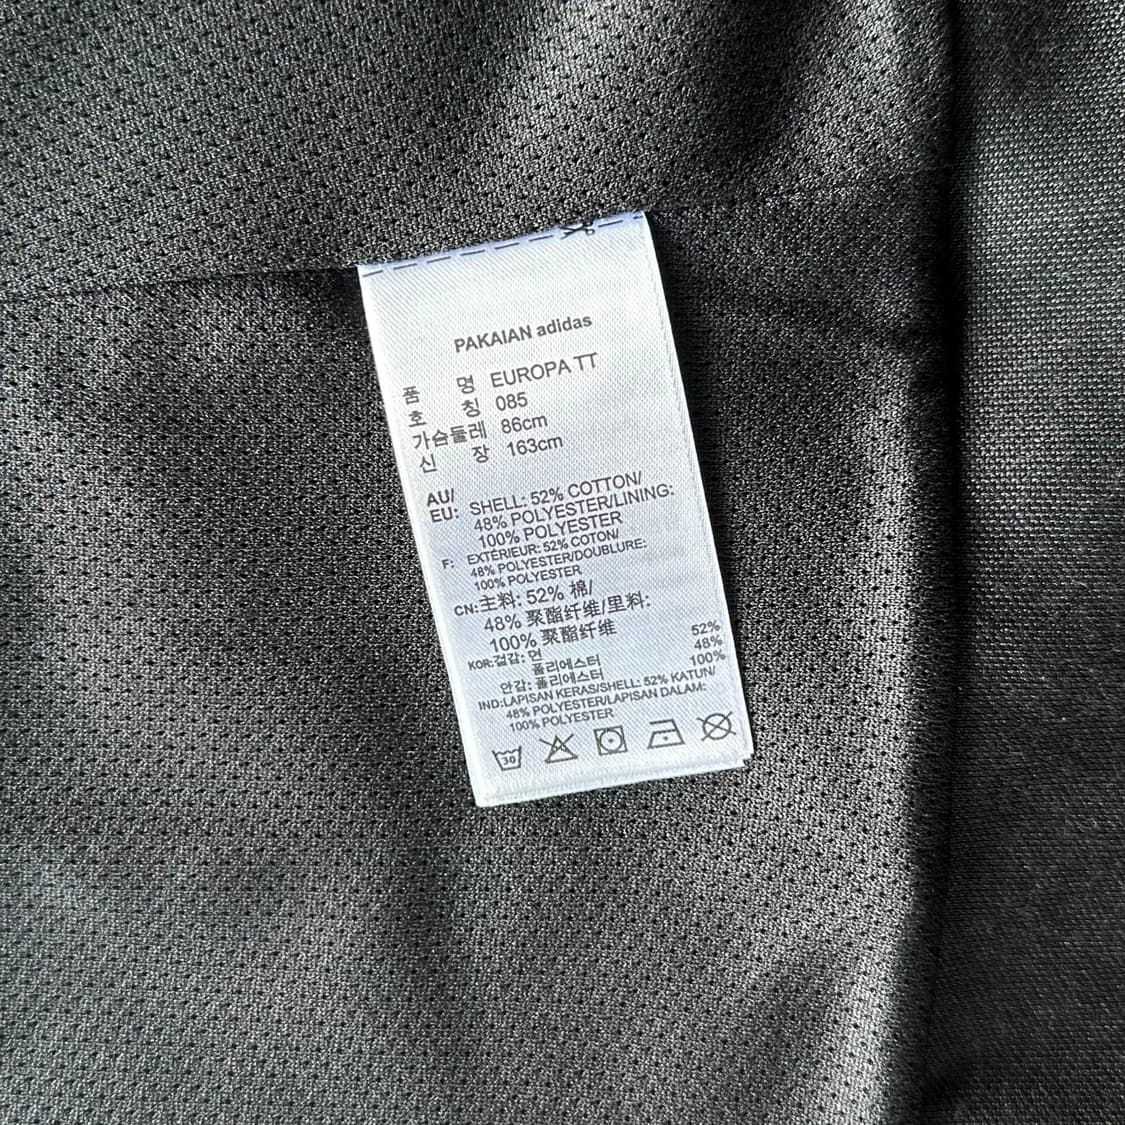 PAKAIAN adidas
품 명 EUROPA TT
호 칭 085
가슴둘레 86cm
신 장 163cm
AU/ EU: SHELL: 52% COTTON/
48% POLYESTER/LINING:
100% POLYESTER
F: EXTÉRIEUR: 52% COTON/
48% POLYESTER/DOUBLURE:
100% POLYESTER
CN:主料: 52% 棉/
48% 聚酯纤维/里料:
100% 聚酯纤维
KOR:겉감: 면 52%
폴리에스터 48%
안감: 폴리에스터 100%
IND:LAPISAN KERAS/SHELL: 52% KATUN/
48% POLYESTER/LAPISAN DALAM:
100% POLYESTER
30